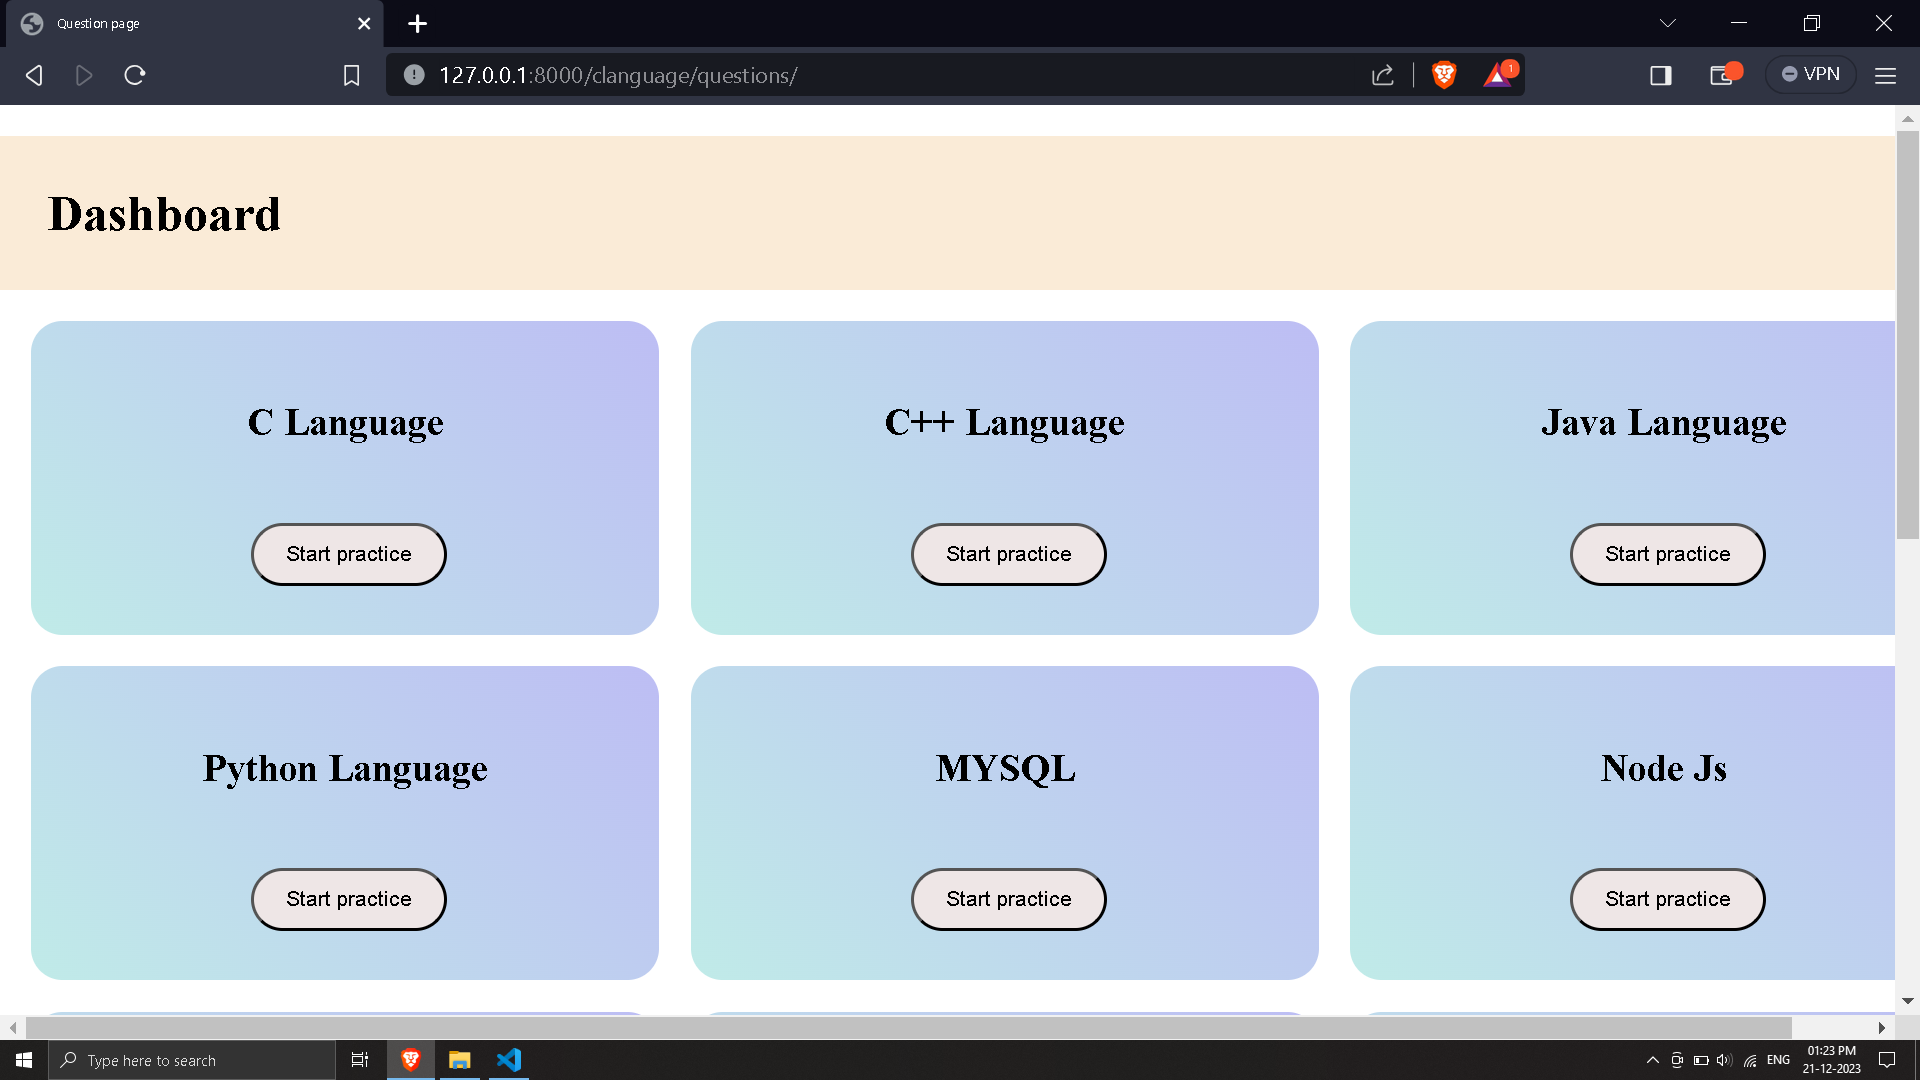 Question page
127.0.0.1:8000/clanguage/questions/
1
VPN
Dashboard
C Language
C++ Language
Java Language
Start practice
Start practice
Start practice
Python Language
MYSQL
Node Js
Start practice
Start practice
Start practice
Type here to search
ENG
01:23 PM
21-12-2023